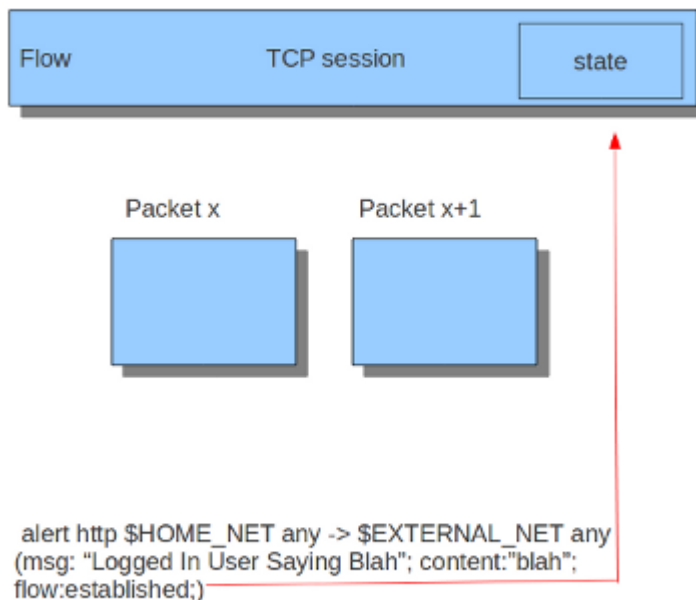 Flow TCP session state
Packet x Packet x+1
alert http $HOME_NET any -> $EXTERNAL_NET any
(msg: “Logged In User Saying Blah"; content:"blah”;
flow:established;)